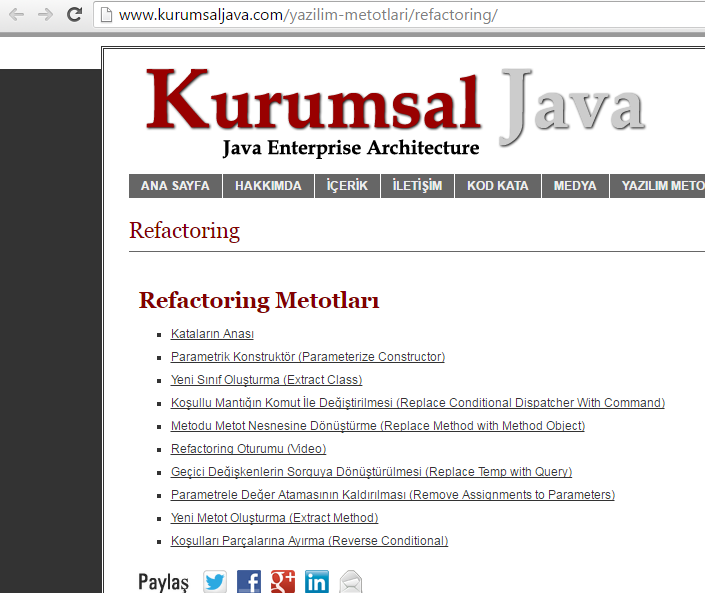 www.kurumsaljava.com/yazilim-metotlari/refactoring/
Kurumsal Java
Java Enterprise Architecture
ANA SAYFA HAKKIMDA İÇERİK İLETİŞİM KOD KATA MEDYA YAZILIM METO
Refactoring
Refactoring Metotları
Kataların Anası
Parametrik Konstruktör (Parameterize Constructor)
Yeni Sınıf Oluşturma (Extract Class)
Koşullu Mantığın Komut İle Değiştirilmesi (Replace Conditional Dispatcher With Command)
Metodu Metot Nesnesine Dönüştürme (Replace Method with Method Object)
Refactoring Oturumu (Video)
Geçici Değişkenlerin Sorguya Dönüştürülmesi (Replace Temp with Query)
Parametrele Değer Atamasının Kaldırılması (Remove Assignments to Parameters)
Yeni Metot Oluşturma (Extract Method)
Koşulları Parçalarına Ayırma (Reverse Conditional)
Paylaş